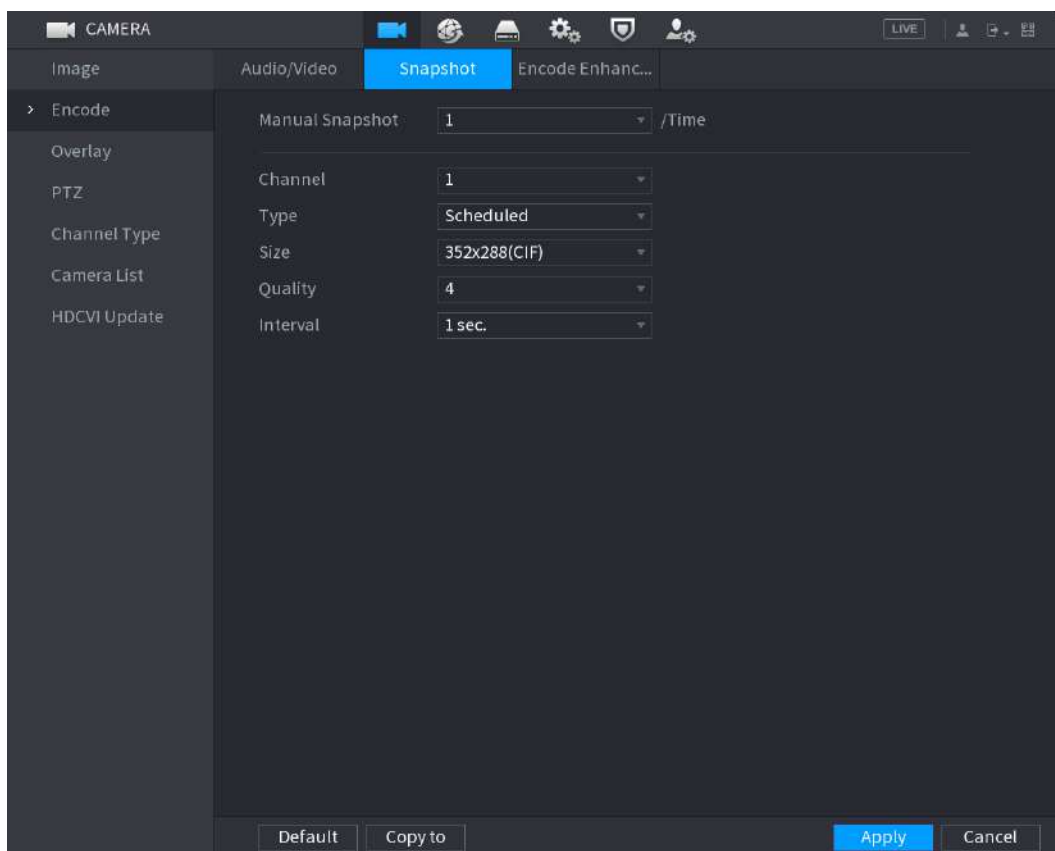 CAMERA LIVE
Image Audio/Video Snapshot Encode Enhanc...
> Encode
Manual Snapshot 1 /Time
Overlay
Channel 1
PTZ
Type Scheduled
Channel Type
Size 352x288(CIF)
Camera List
Quality 4
HDCVI Update
Interval 1 sec.
Default Copy to Apply Cancel